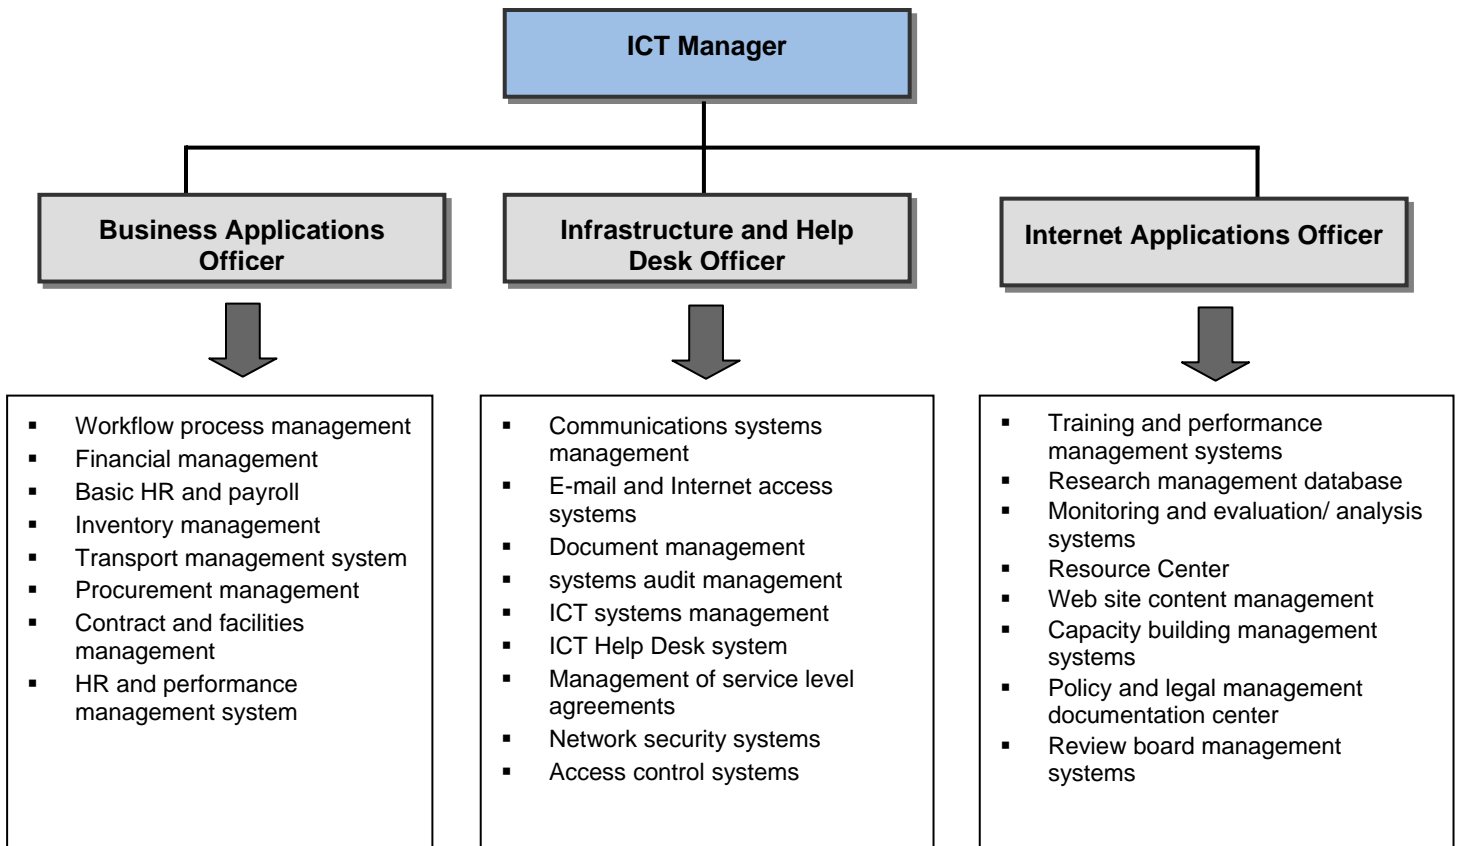 ICT Manager
Business Applications
Officer
Infrastructure and Help
Desk Officer
Internet Applications Officer
▪ Workflow process management
▪ Financial management
▪ Basic HR and payroll
▪ Inventory management
▪ Transport management system
▪ Procurement management
▪ Contract and facilities
management
▪ HR and performance
management system
▪ Communications systems
management
▪ E-mail and Internet access
systems
▪ Document management
▪ systems audit management
▪ ICT systems management
▪ ICT Help Desk system
▪ Management of service level
agreements
▪ Network security systems
▪ Access control systems
▪ Training and performance
management systems
▪ Research management database
▪ Monitoring and evaluation/ analysis
systems
▪ Resource Center
▪ Web site content management
▪ Capacity building management
systems
▪ Policy and legal management
documentation center
▪ Review board management
systems